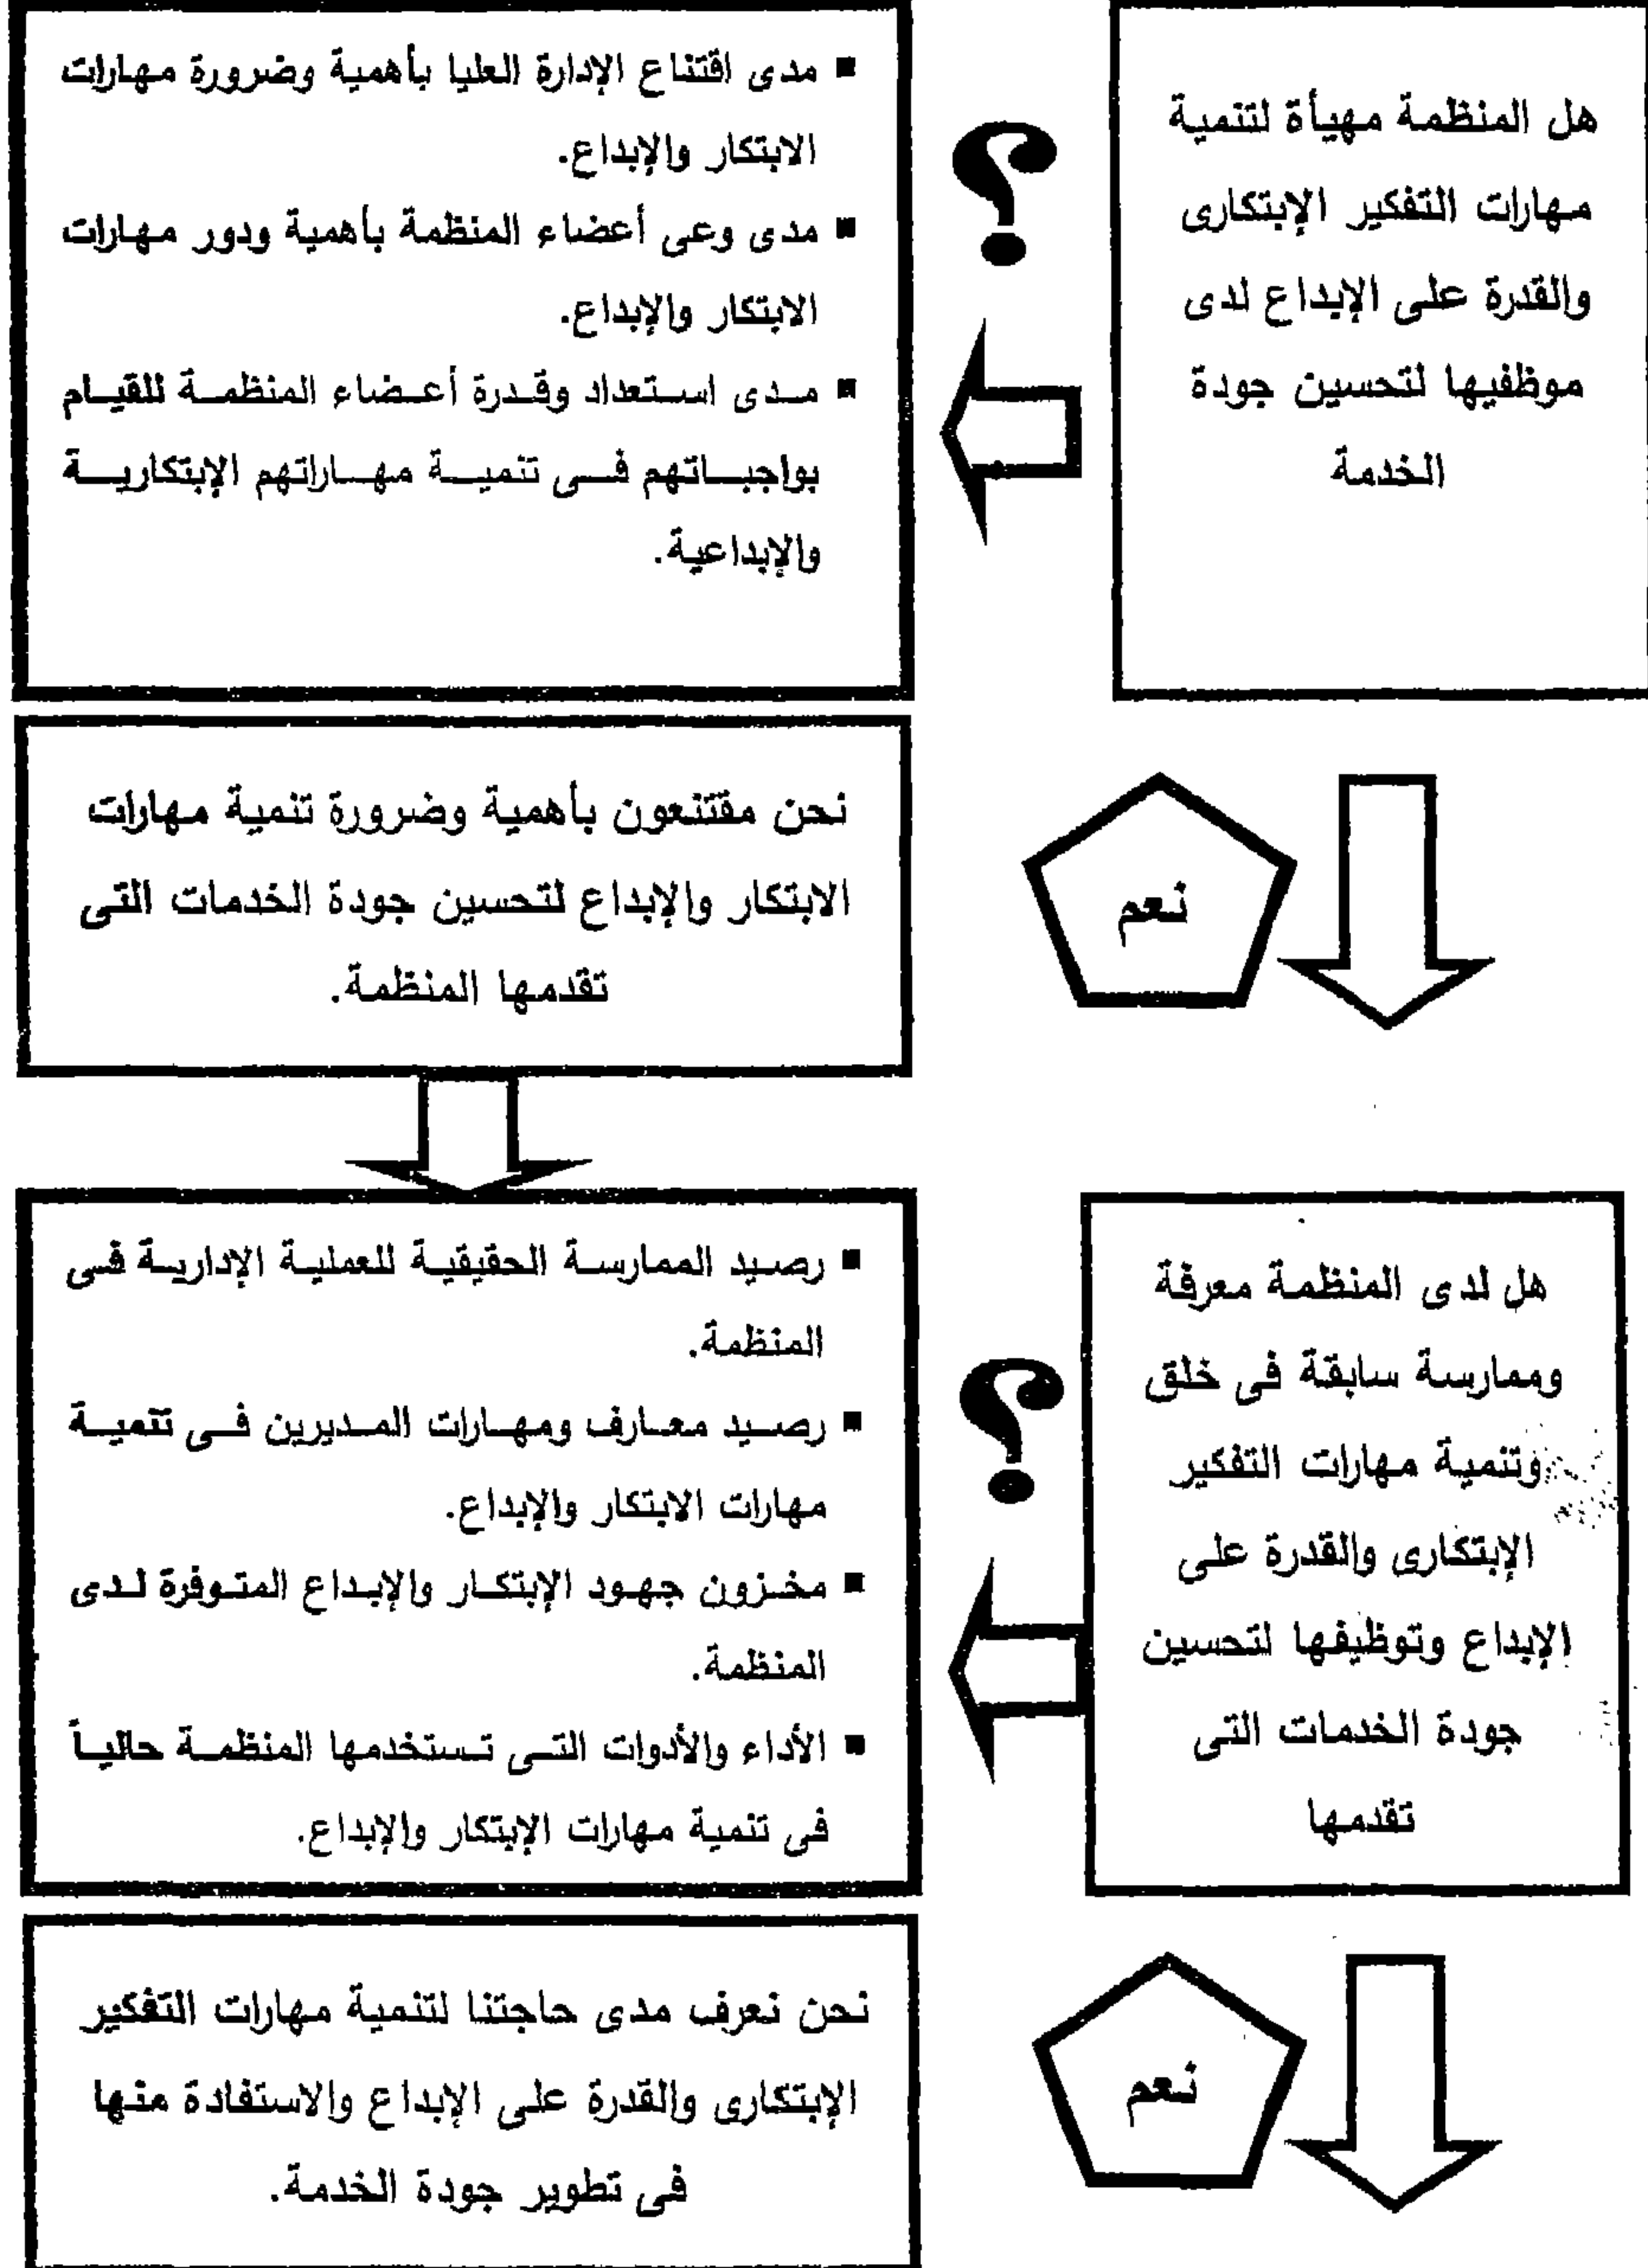 هل المنظمة مهيأة لتنمية
مهارات التفكير الإبتكارى
والقدرة على الإبداع لدى
موظفيها لتحسين جودة
الخدمة
؟
■ مدى اقتناع الإدارة العليا بأهمية وضرورة مهارات
الابتكار والإبداع.
■ مدى وعى أعضاء المنظمة بأهمية ودور مهارات
الابتكار والإبداع.
■ مدى استعداد وقدرة أعضاء المنظمة للقيام
بواجباتهم فى تنمية مهاراتهم الإبتكارية
والإبداعية.
نعم
نحن مقتنعون بأهمية وضرورة تنمية مهارات
الابتكار والإبداع لتحسين جودة الخدمات التى
تقدمها المنظمة.
هل لدى المنظمة معرفة
وممارسة سابقة فى خلق
وتنمية مهارات التفكير
الإبتكارى والقدرة على
الإبداع وتوظيفها لتحسين
جودة الخدمات التى
تقدمها
؟
■ رصيد الممارسة الحقيقية للعملية الإدارية فى
المنظمة.
■ رصيد معارف ومهارات المديرين فى تنمية
مهارات الابتكار والإبداع.
■ مخزون جهود الإبتكار والإبداع المتوفرة لدى
المنظمة.
■ الأداء والأدوات التى تستخدمها المنظمة حالياً
فى تنمية مهارات الإبتكار والإبداع.
نعم
نحن نعرف مدى حاجتنا لتنمية مهارات التفكير
الإبتكارى والقدرة على الإبداع والاستفادة منها
فى تطوير جودة الخدمة.